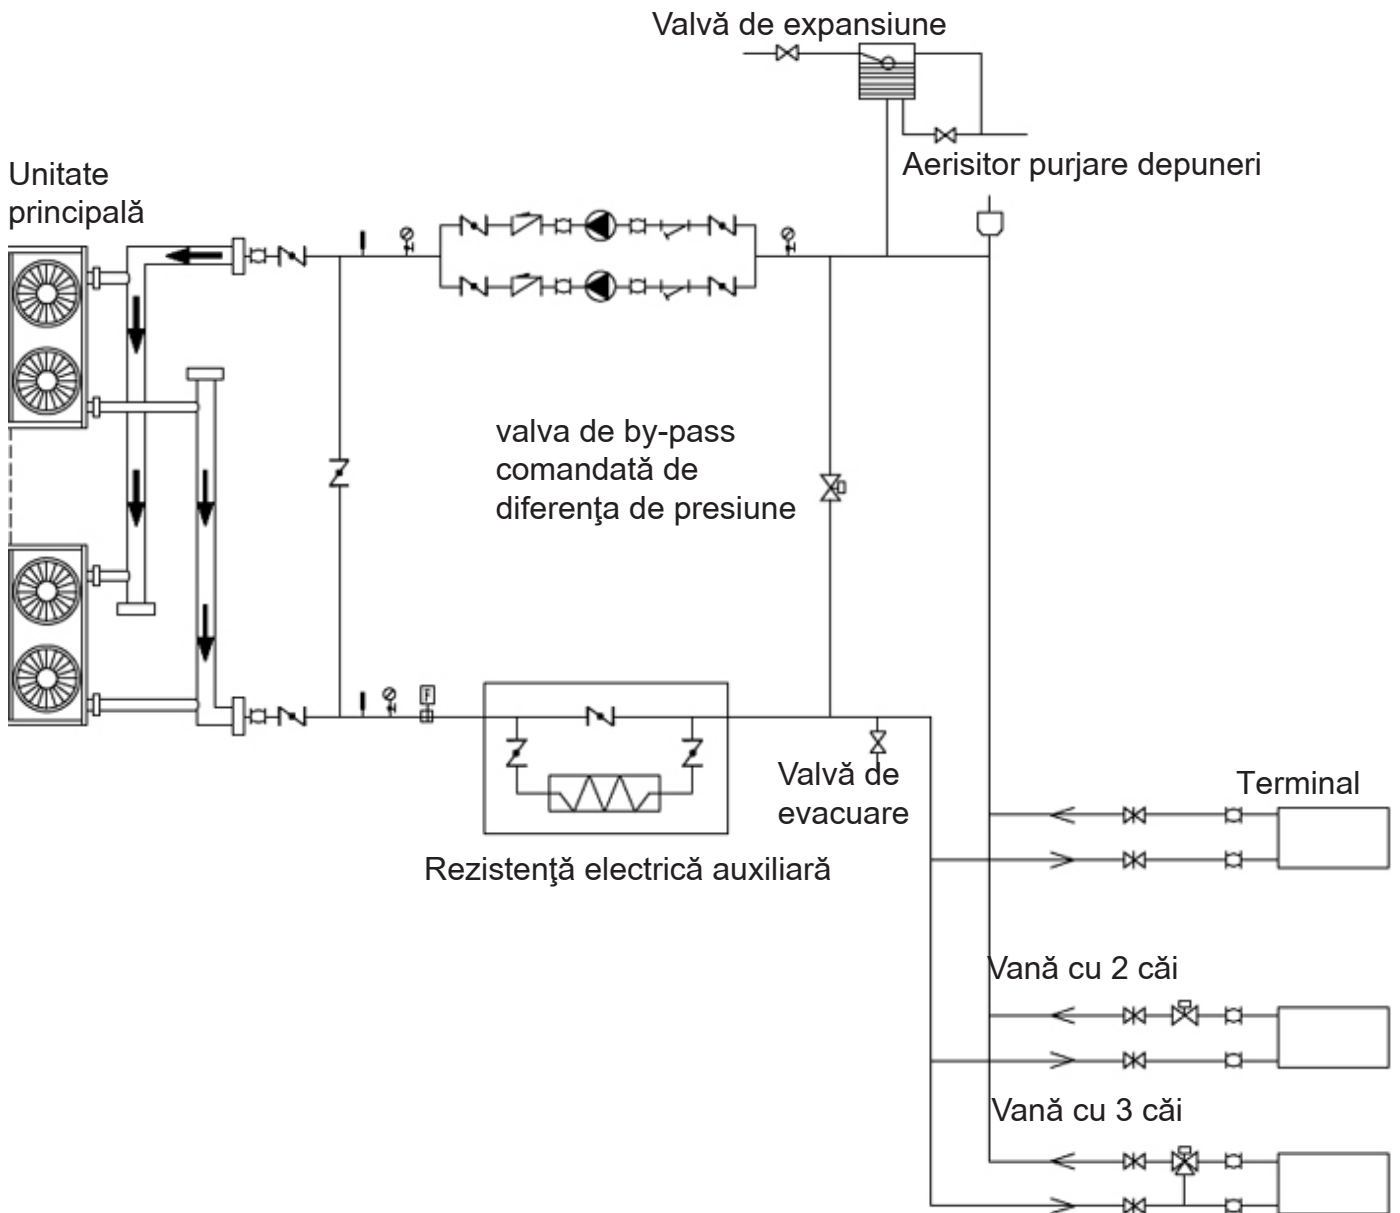 Valvă de expansiune
Aerisitor purjare depuneri
Unitate
principală
valva de by-pass
comandată de
diferenţa de presiune
F
Valvă de
evacuare
Terminal
Rezistenţă electrică auxiliară
Vană cu 2 căi
Vană cu 3 căi